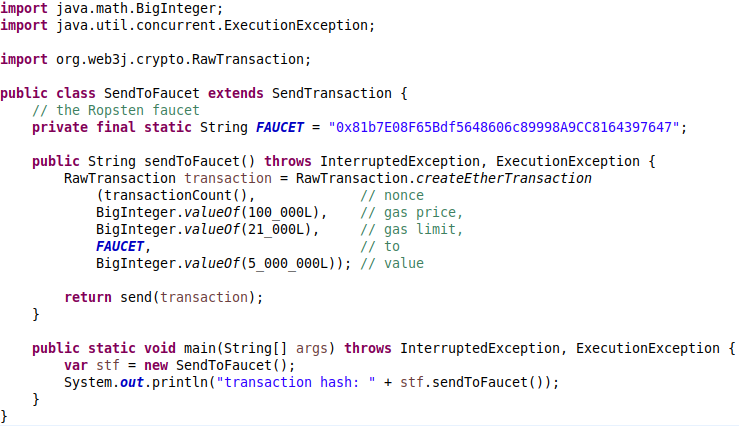 import java.math.BigInteger;
import java.util.concurrent.ExecutionException;

import org.web3j.crypto.RawTransaction;

public class SendToFaucet extends SendTransaction {
    // the Ropsten faucet
    private final static String FAUCET = "0x81b7E08F65Bdf5648606c89998A9CC8164397647";

    public String sendToFaucet() throws InterruptedException, ExecutionException {
        RawTransaction transaction = RawTransaction.createEtherTransaction
            (transactionCount(),             // nonce
            BigInteger.valueOf(100_000L),    // gas price,
            BigInteger.valueOf(21_000L),     // gas limit,
            FAUCET,                          // to
            BigInteger.valueOf(5_000_000L)); // value

        return send(transaction);
    }

    public static void main(String[] args) throws InterruptedException, ExecutionException {
        var stf = new SendToFaucet();
        System.out.println("transaction hash: " + stf.sendToFaucet());
    }
}